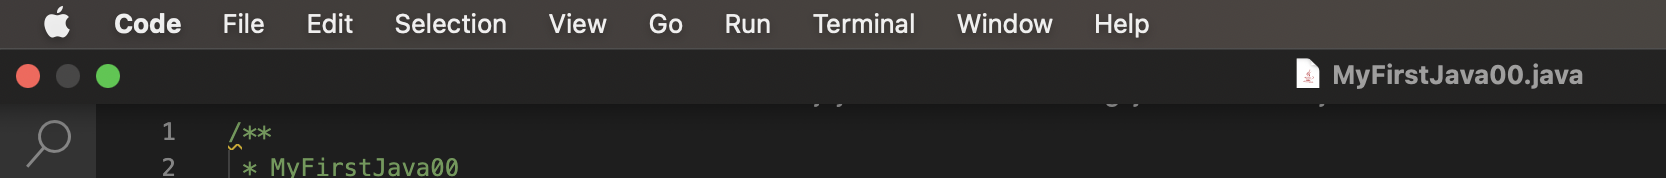 Code File Edit Selection View Go Run Terminal Window Help
MyFirstJava00.java
1 /**
2 * MyFirstJava00